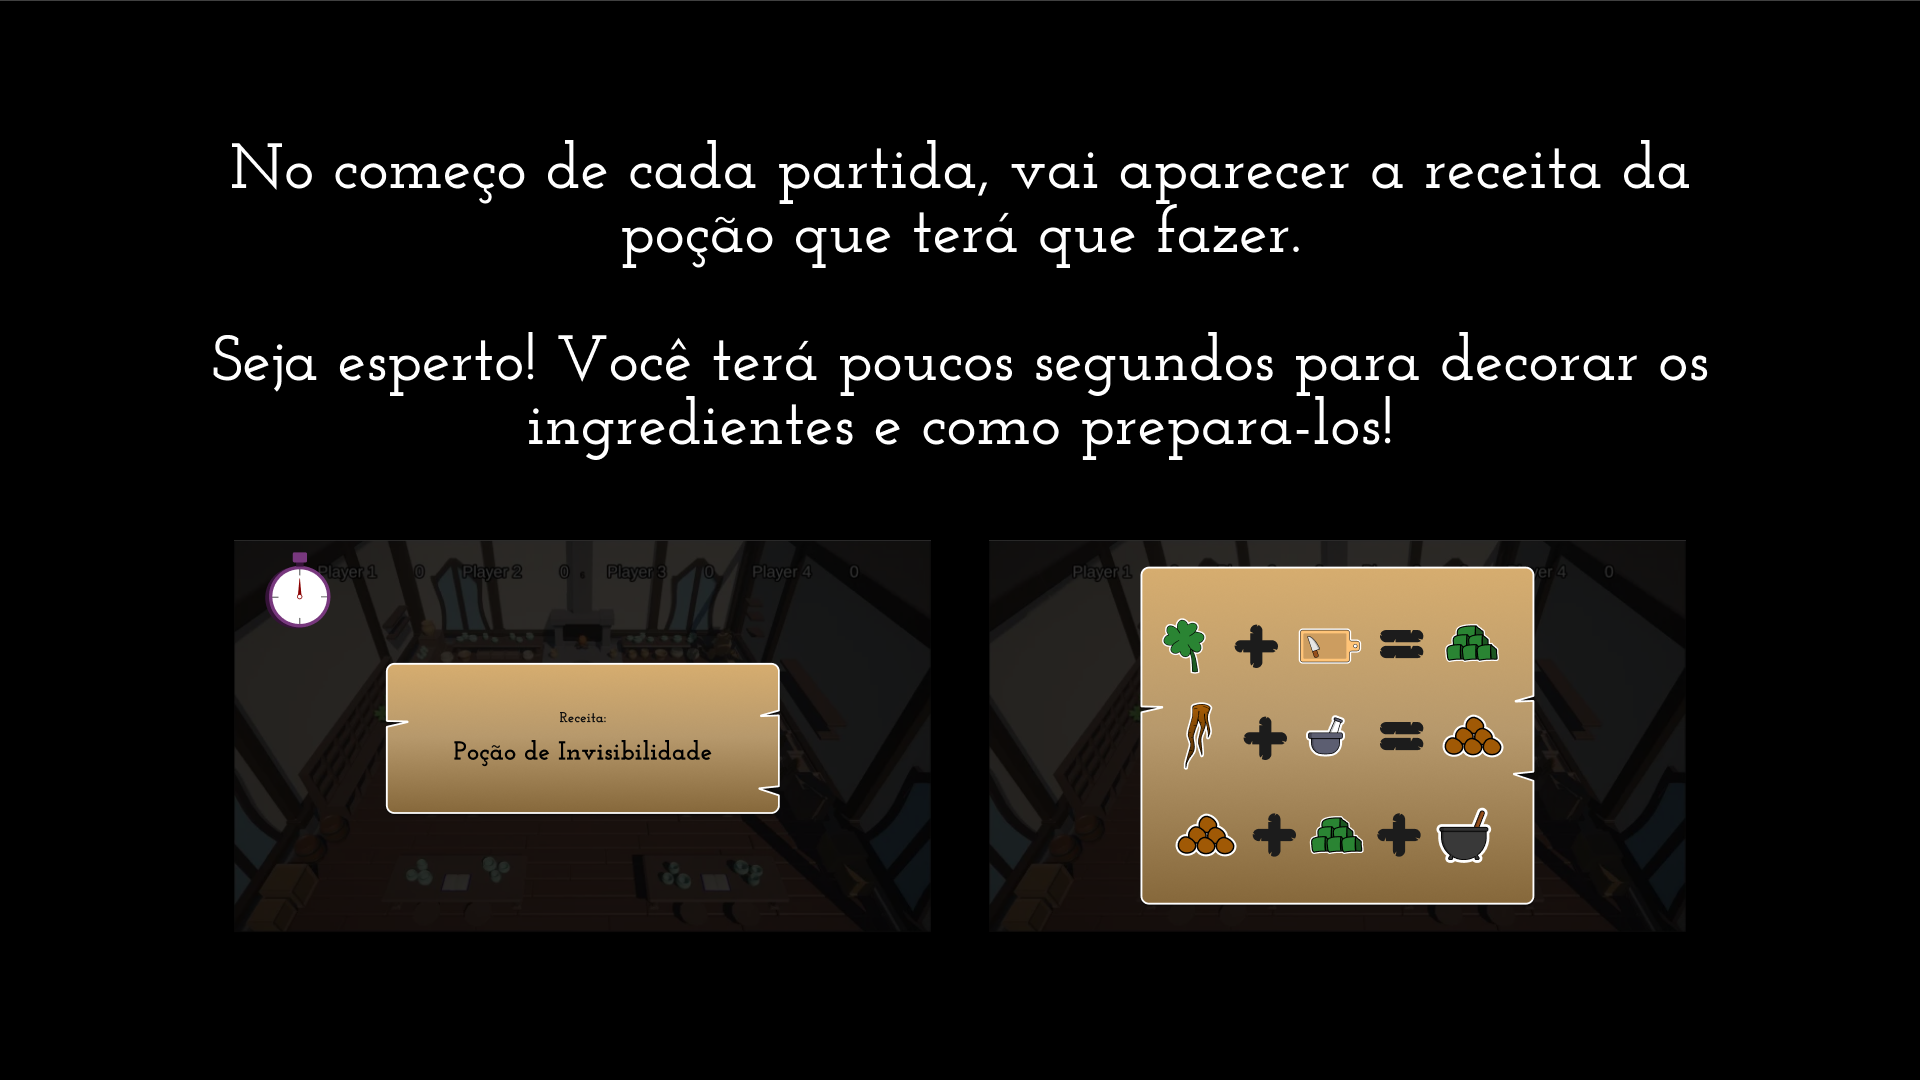 No começo de cada partida, vai aparecer a receita da
poção que terá que fazer.
Seja esperto! Você terá poucos segundos para decorar os
ingredientes e como prepara-los!
Player 1 0 Player 2 0 Player 3 0 Player 4 0
Receita:
Poção de Invisibilidade
Player 1 yer 4 0